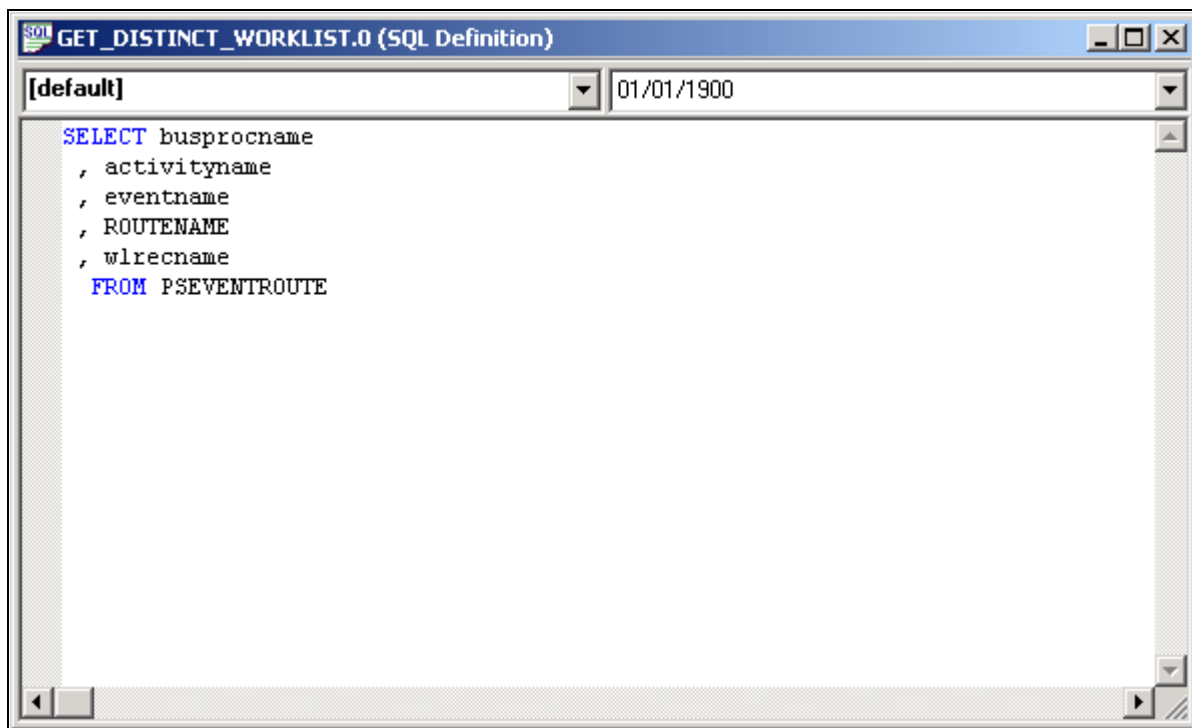 GET_DISTINCT_WORKLIST.0 (SQL Definition)
[default] 01/01/1900
SELECT busprocname
, activityname
, eventname
, ROUTENAME
, wlrecname
FROM PSEVENTROUTE